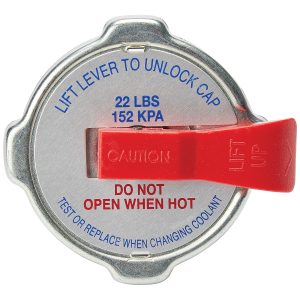 LIFT LEVER TO UNLOCK CAP
22 LBS
152 KPA
CAUTION
LIFT
UP
DO NOT
OPEN WHEN HOT
TEST OR REPLACE WHEN CHANGING COOLANT